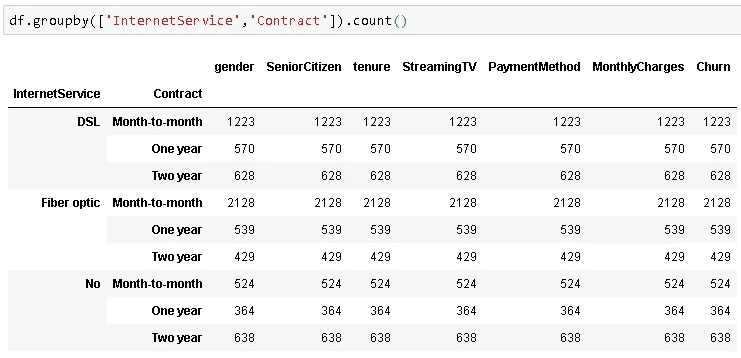 df.groupby(['InternetService','Contract']).count()
gender SeniorCitizen tenure StreamingTV PaymentMethod MonthlyCharges Churn
InternetService Contract
DSL Month-to-month 1223 1223 1223 1223 1223 1223 1223
One year 570 570 570 570 570 570 570
Two year 628 628 628 628 628 628 628
Fiber optic Month-to-month 2128 2128 2128 2128 2128 2128 2128
One year 539 539 539 539 539 539 539
Two year 429 429 429 429 429 429 429
No Month-to-month 524 524 524 524 524 524 524
One year 364 364 364 364 364 364 364
Two year 638 638 638 638 638 638 638